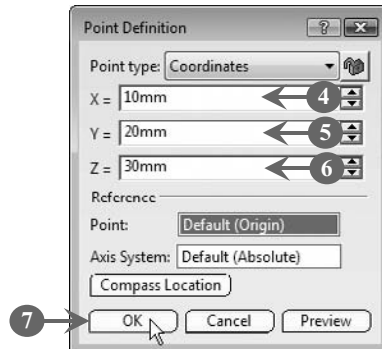 Point Definition ?
Point type: Coordinates
X = 10mm 4
Y = 20mm 5
Z = 30mm 6
Reference
Point: Default (Origin)
Axis System: Default (Absolute)
Compass Location
7 OK Cancel Preview